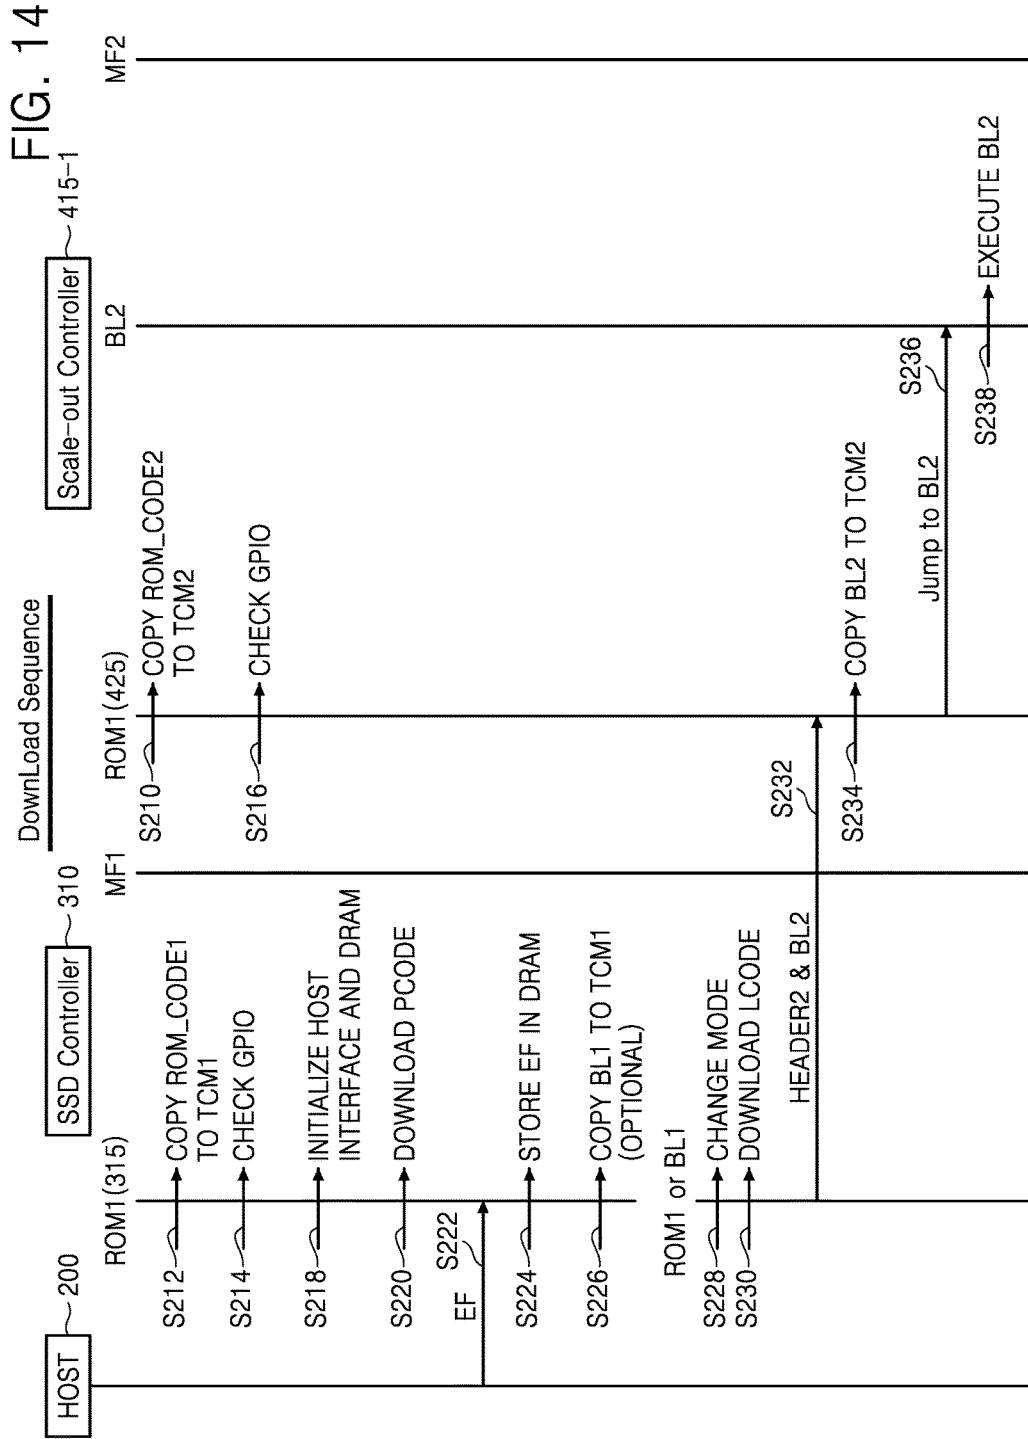 FIG. 14
DownLoad Sequence
HOST
200
SSD Controller
310
Scale-out Controller
415-1
ROM1(315)
MF1
ROM1(425)
BL2
MF2
S210
COPY ROM_CODE2
TO TCM2
S212
COPY ROM_CODE1
TO TCM1
S214
CHECK GPIO
S216
CHECK GPIO
S218
INITIALIZE HOST
INTERFACE AND DRAM
S220
DOWNLOAD PCODE
S222
EF
S224
STORE EF IN DRAM
S226
COPY BL1 TO TCM1
(OPTIONAL)
ROM1 or BL1
S228
CHANGE MODE
S230
DOWNLOAD LCODE
HEADER2 & BL2
S232
S234
COPY BL2 TO TCM2
Jump to BL2
S236
S238
EXECUTE BL2